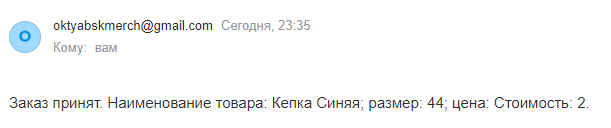 О
oktyabskmerch@gmail.com Сегодня, 23:35
Кому: вам
Заказ принят. Наименование товара: Кепка Синяя; размер: 44; цена: Стоимость: 2.